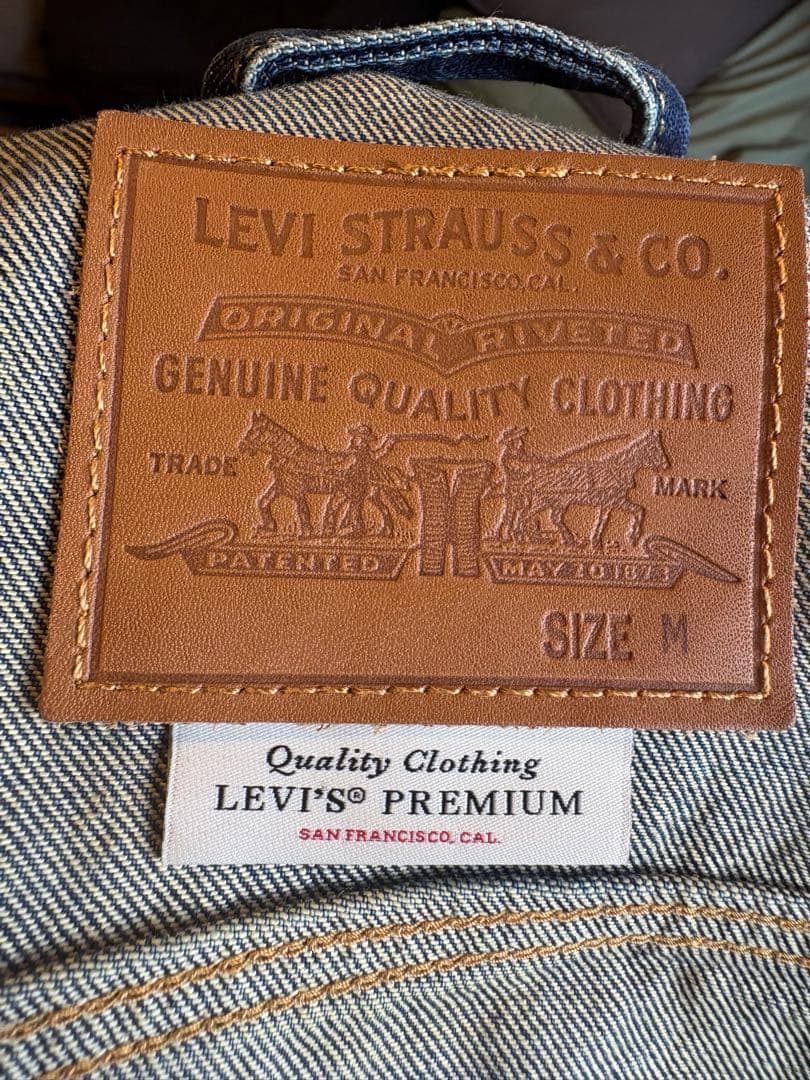 LEVI STRAUSS & CO.
SAN FRANCISCO, CAL.
ORIGINAL RIVETED
GENUINE QUALITY CLOTHING
TRADE MARK
PATENTED MAY 20 1873
SIZE M
Quality Clothing
LEVI'S® PREMIUM
SAN FRANCISCO, CAL.